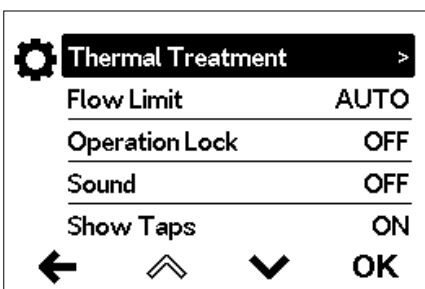 Thermal Treatment >
Flow Limit AUTO
Operation Lock OFF
Sound OFF
Show Taps ON
OK